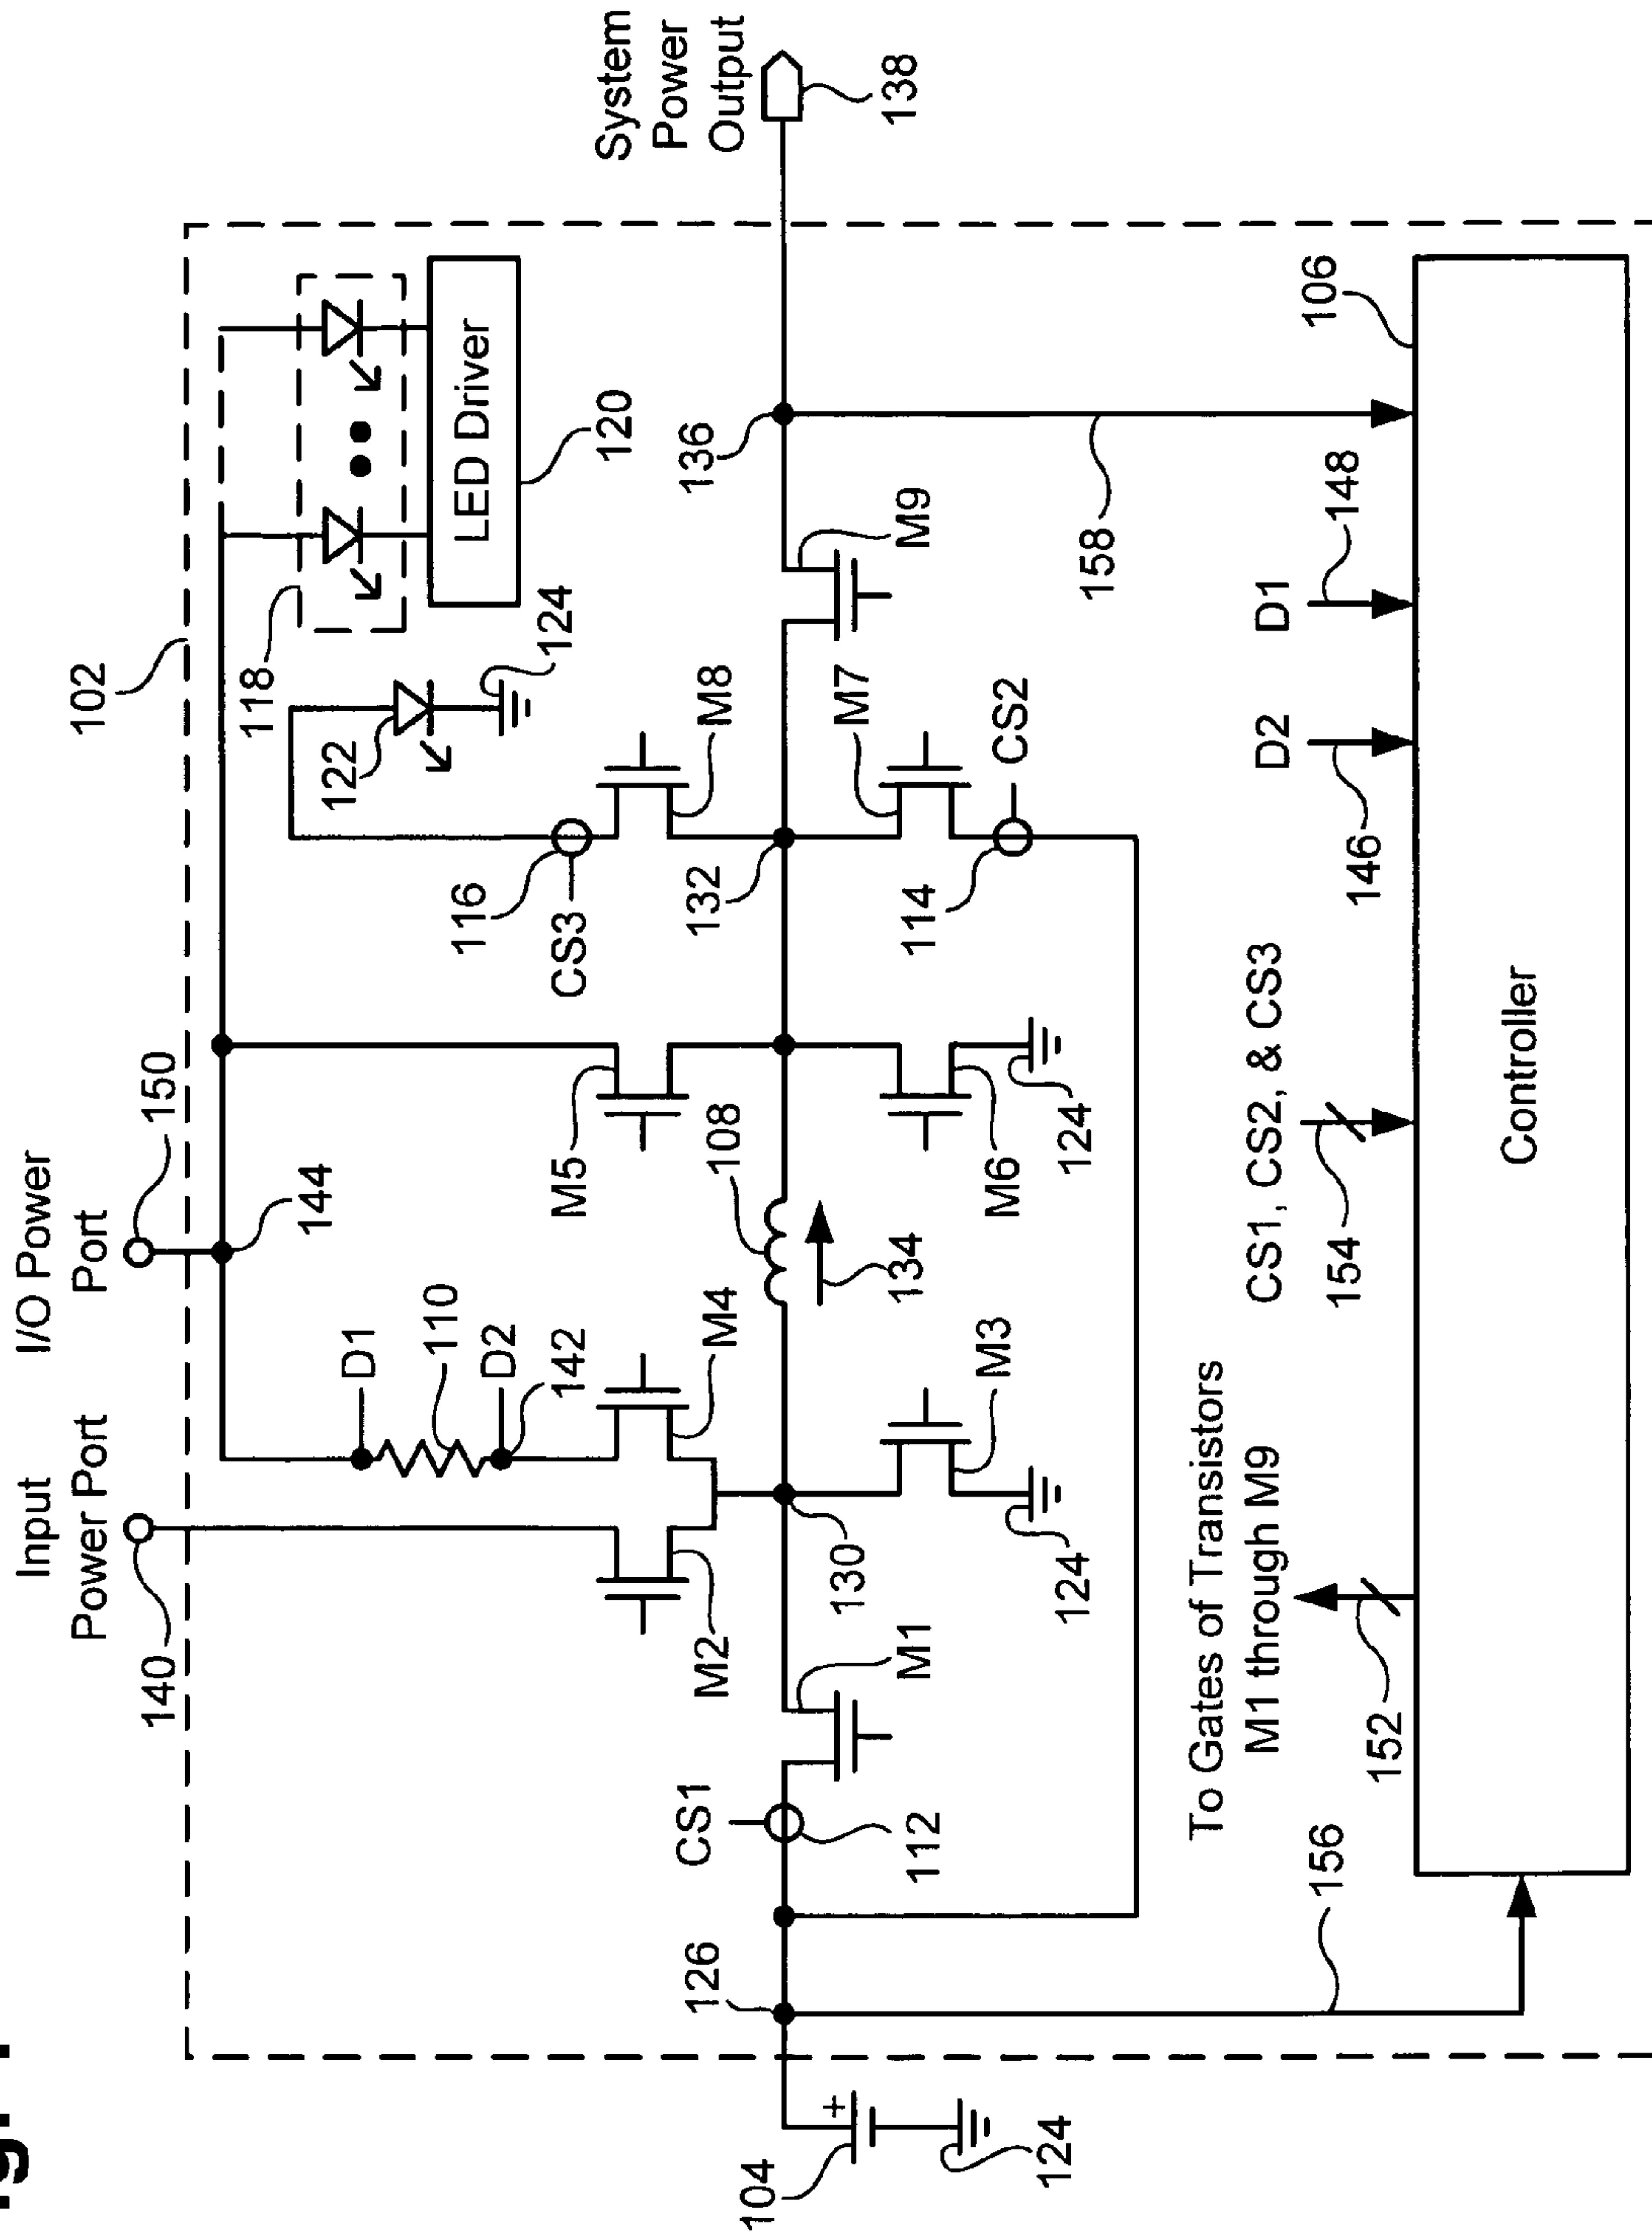 I/O Power
Port
Input
Power Port
140
150
102
144
D1
110
D2
142
M4
M2
M5
108
134
130
M3
124
M6
124
116
CS3
132
M8
122
124
118
LED Driver
120
M7
CS2
114
M9
136
158
System
Power
Output
138
CS1
112
M1
126
104
+
124
156
To Gates of Transistors
M1 through M9
152
CS1, CS2, & CS3
154
D2
146
D1
148
106
Controller